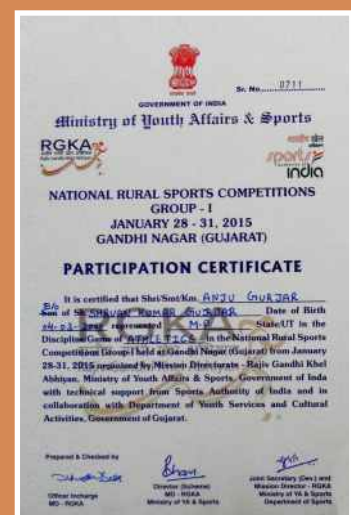 Sr. No. 0711
GOVERNMENT OF INDIA
Ministry of Youth Affairs & Sports
RGKA
sports
india
NATIONAL RURAL SPORTS COMPETITIONS
GROUP - I
JANUARY 28 - 31, 2015
GANDHI NAGAR (GUJARAT)
PARTICIPATION CERTIFICATE
It is certified that Shri/Smt/Km. ANJU GURJAR
D/o
Son of Sh. SHRVAN KUMAR GURJAR Date of Birth
represented M.P State/UT in the
Discipline/Game of ATHLETICS in the National Rural Sports
Competitions Group-I held at Gandhi Nagar (Gujarat) from January
28-31, 2015 organized by Mission Directorate - Rajiv Gandhi Khel
Abhiyan, Ministry of Youth Affairs & Sports, Government of India
with technical support from Sports Authority of India and in
collaboration with Department of Youth Services and Cultural
Activities, Government of Gujarat.
Prepared & Checked by
Officer Incharge
MD - RGKA
Director (Scheme)
MD - RGKA
Ministry of YA & Sports
Joint Secretary (Dev.) and
Mission Director - RGKA
Ministry of YA & Sports
Department of Sports